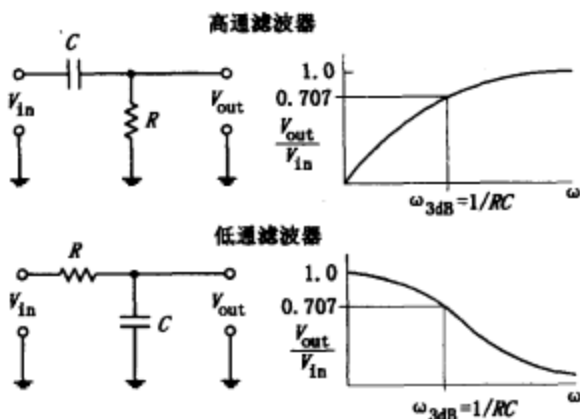 高通滤波器
C
V_in
R
V_out
1.0
0.707
V_out
V_in
ω
ω_3dB=1/RC
低通滤波器
R
V_in
C
V_out
1.0
0.707
V_out
V_in
ω
ω_3dB=1/RC